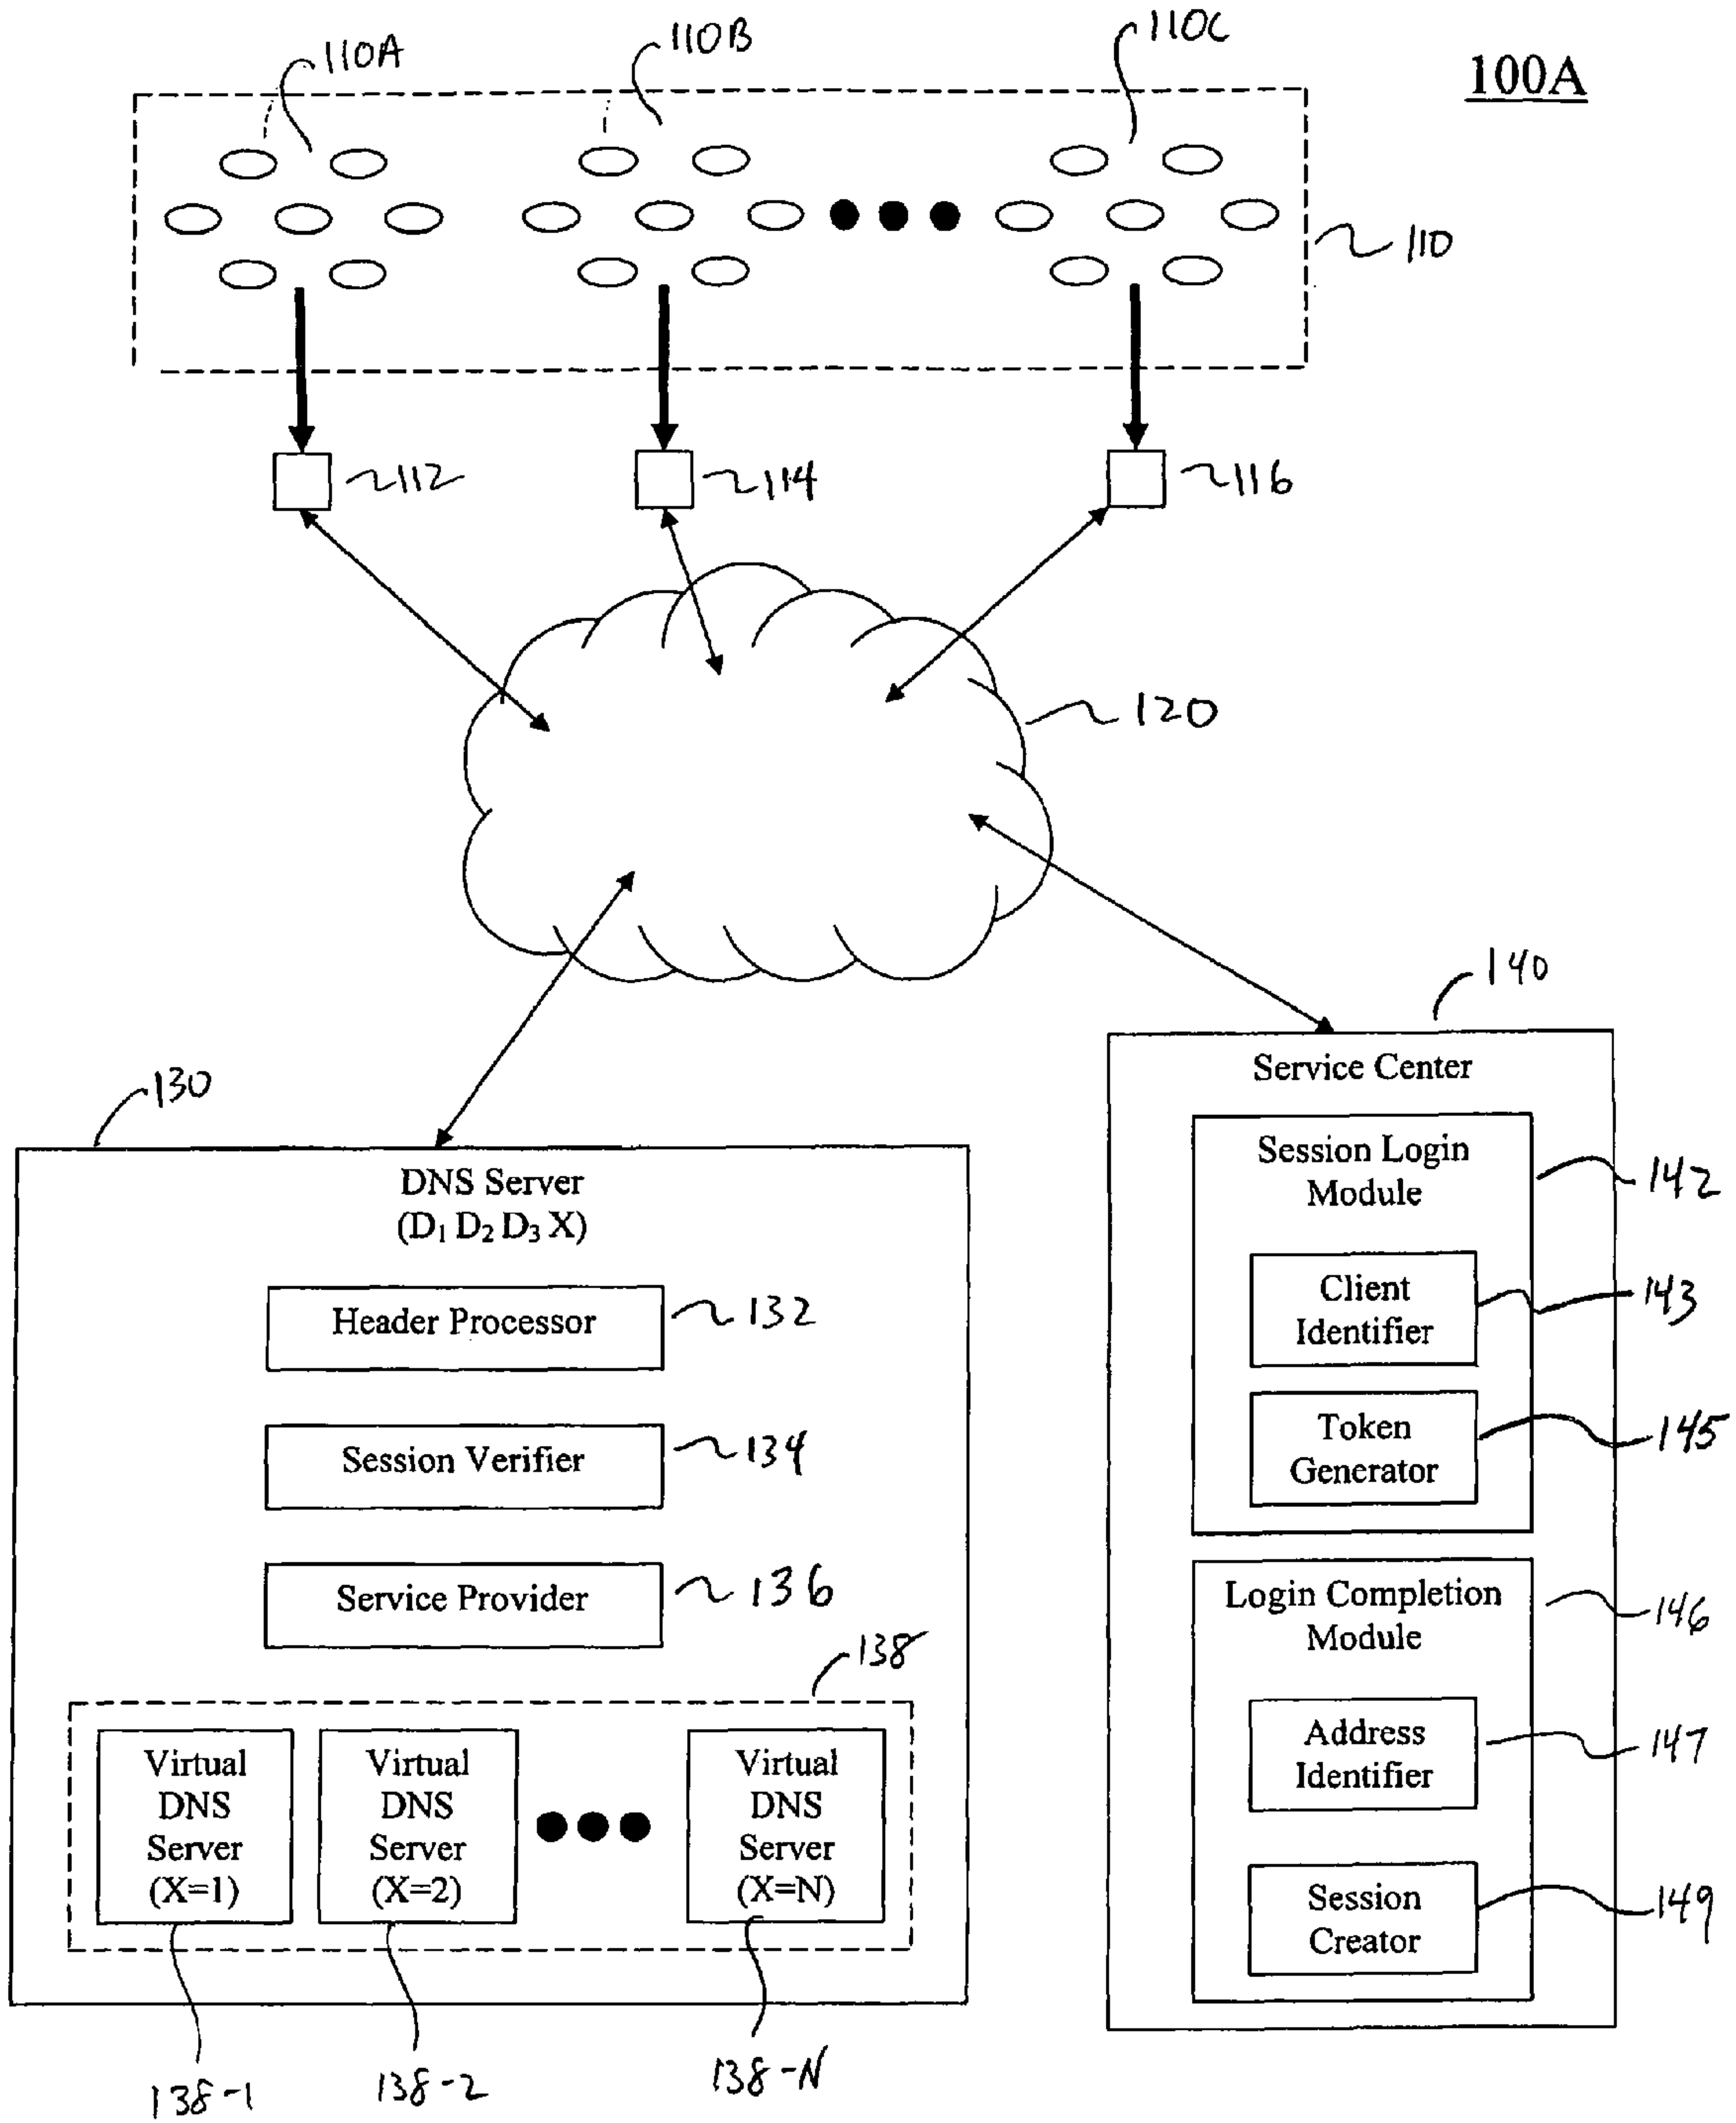 110A
110B
110C
100A
110
112
114
116
120
140
Service Center
130
Session Login
Module
142
DNS Server
(D₁ D₂ D₃ X)
Client
Identifier
143
Header Processor
132
Token
Generator
145
Session Verifier
134
Service Provider
136
Login Completion
Module
146
138
Virtual
DNS
Server
(X=1)
Virtual
DNS
Server
(X=2)
Virtual
DNS
Server
(X=N)
Address
Identifier
147
Session
Creator
149
138-1
138-2
138-N